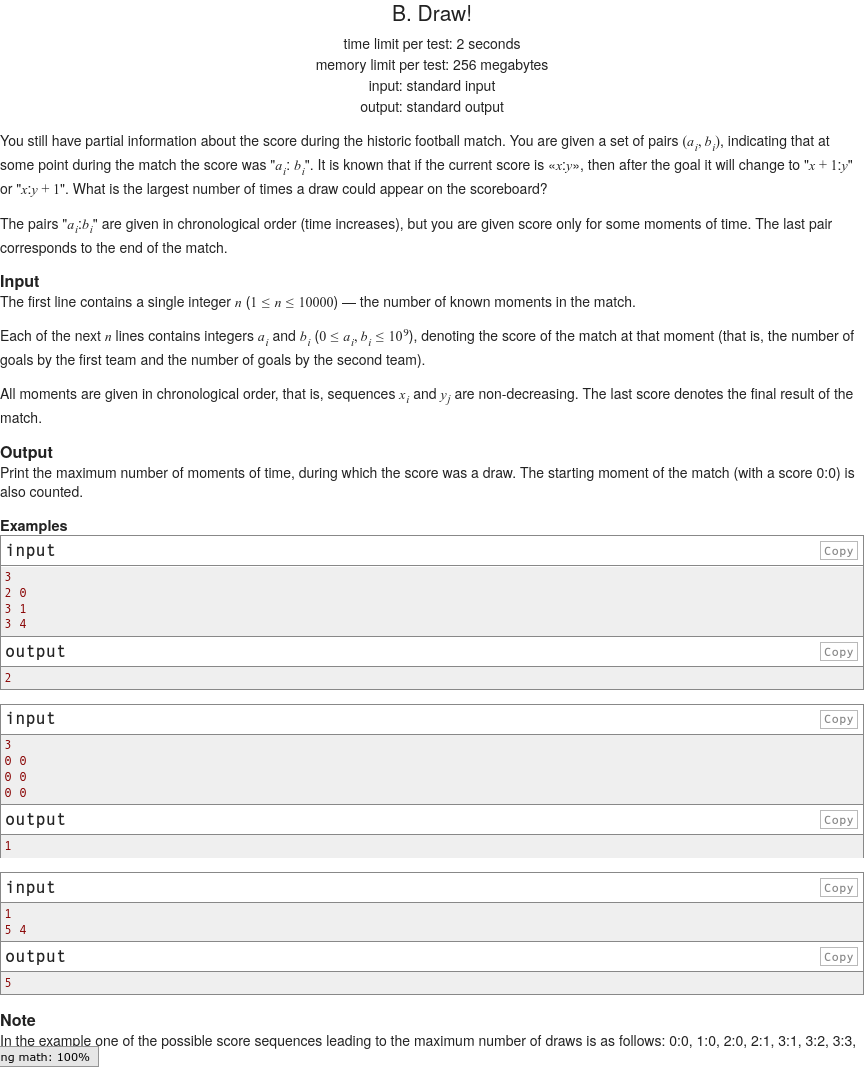 B. Draw!
time limit per test: 2 seconds
memory limit per test: 256 megabytes
input: standard input
output: standard output
You still have partial information about the score during the historic football match. You are given a set of pairs (a_i, b_i), indicating that at
some point during the match the score was "a_i: b_i". It is known that if the current score is «x:y», then after the goal it will change to "x + 1:y"
or "x:y + 1". What is the largest number of times a draw could appear on the scoreboard?
The pairs "a_i:b_i" are given in chronological order (time increases), but you are given score only for some moments of time. The last pair
corresponds to the end of the match.
Input
The first line contains a single integer n (1 ≤ n ≤ 10000) — the number of known moments in the match.
Each of the next n lines contains integers a_i and b_i (0 ≤ a_i, b_i ≤ 10^9), denoting the score of the match at that moment (that is, the number of
goals by the first team and the number of goals by the second team).
All moments are given in chronological order, that is, sequences x_i and y_j are non-decreasing. The last score denotes the final result of the
match.
Output
Print the maximum number of moments of time, during which the score was a draw. The starting moment of the match (with a score 0:0) is
also counted.
Examples
input Copy
3
2 0
3 1
3 4
output Copy
2
input Copy
3
0 0
0 0
0 0
output Copy
1
input Copy
1
5 4
output Copy
5
Note
In the example one of the possible score sequences leading to the maximum number of draws is as follows: 0:0, 1:0, 2:0, 2:1, 3:1, 3:2, 3:3,
ng math: 100%